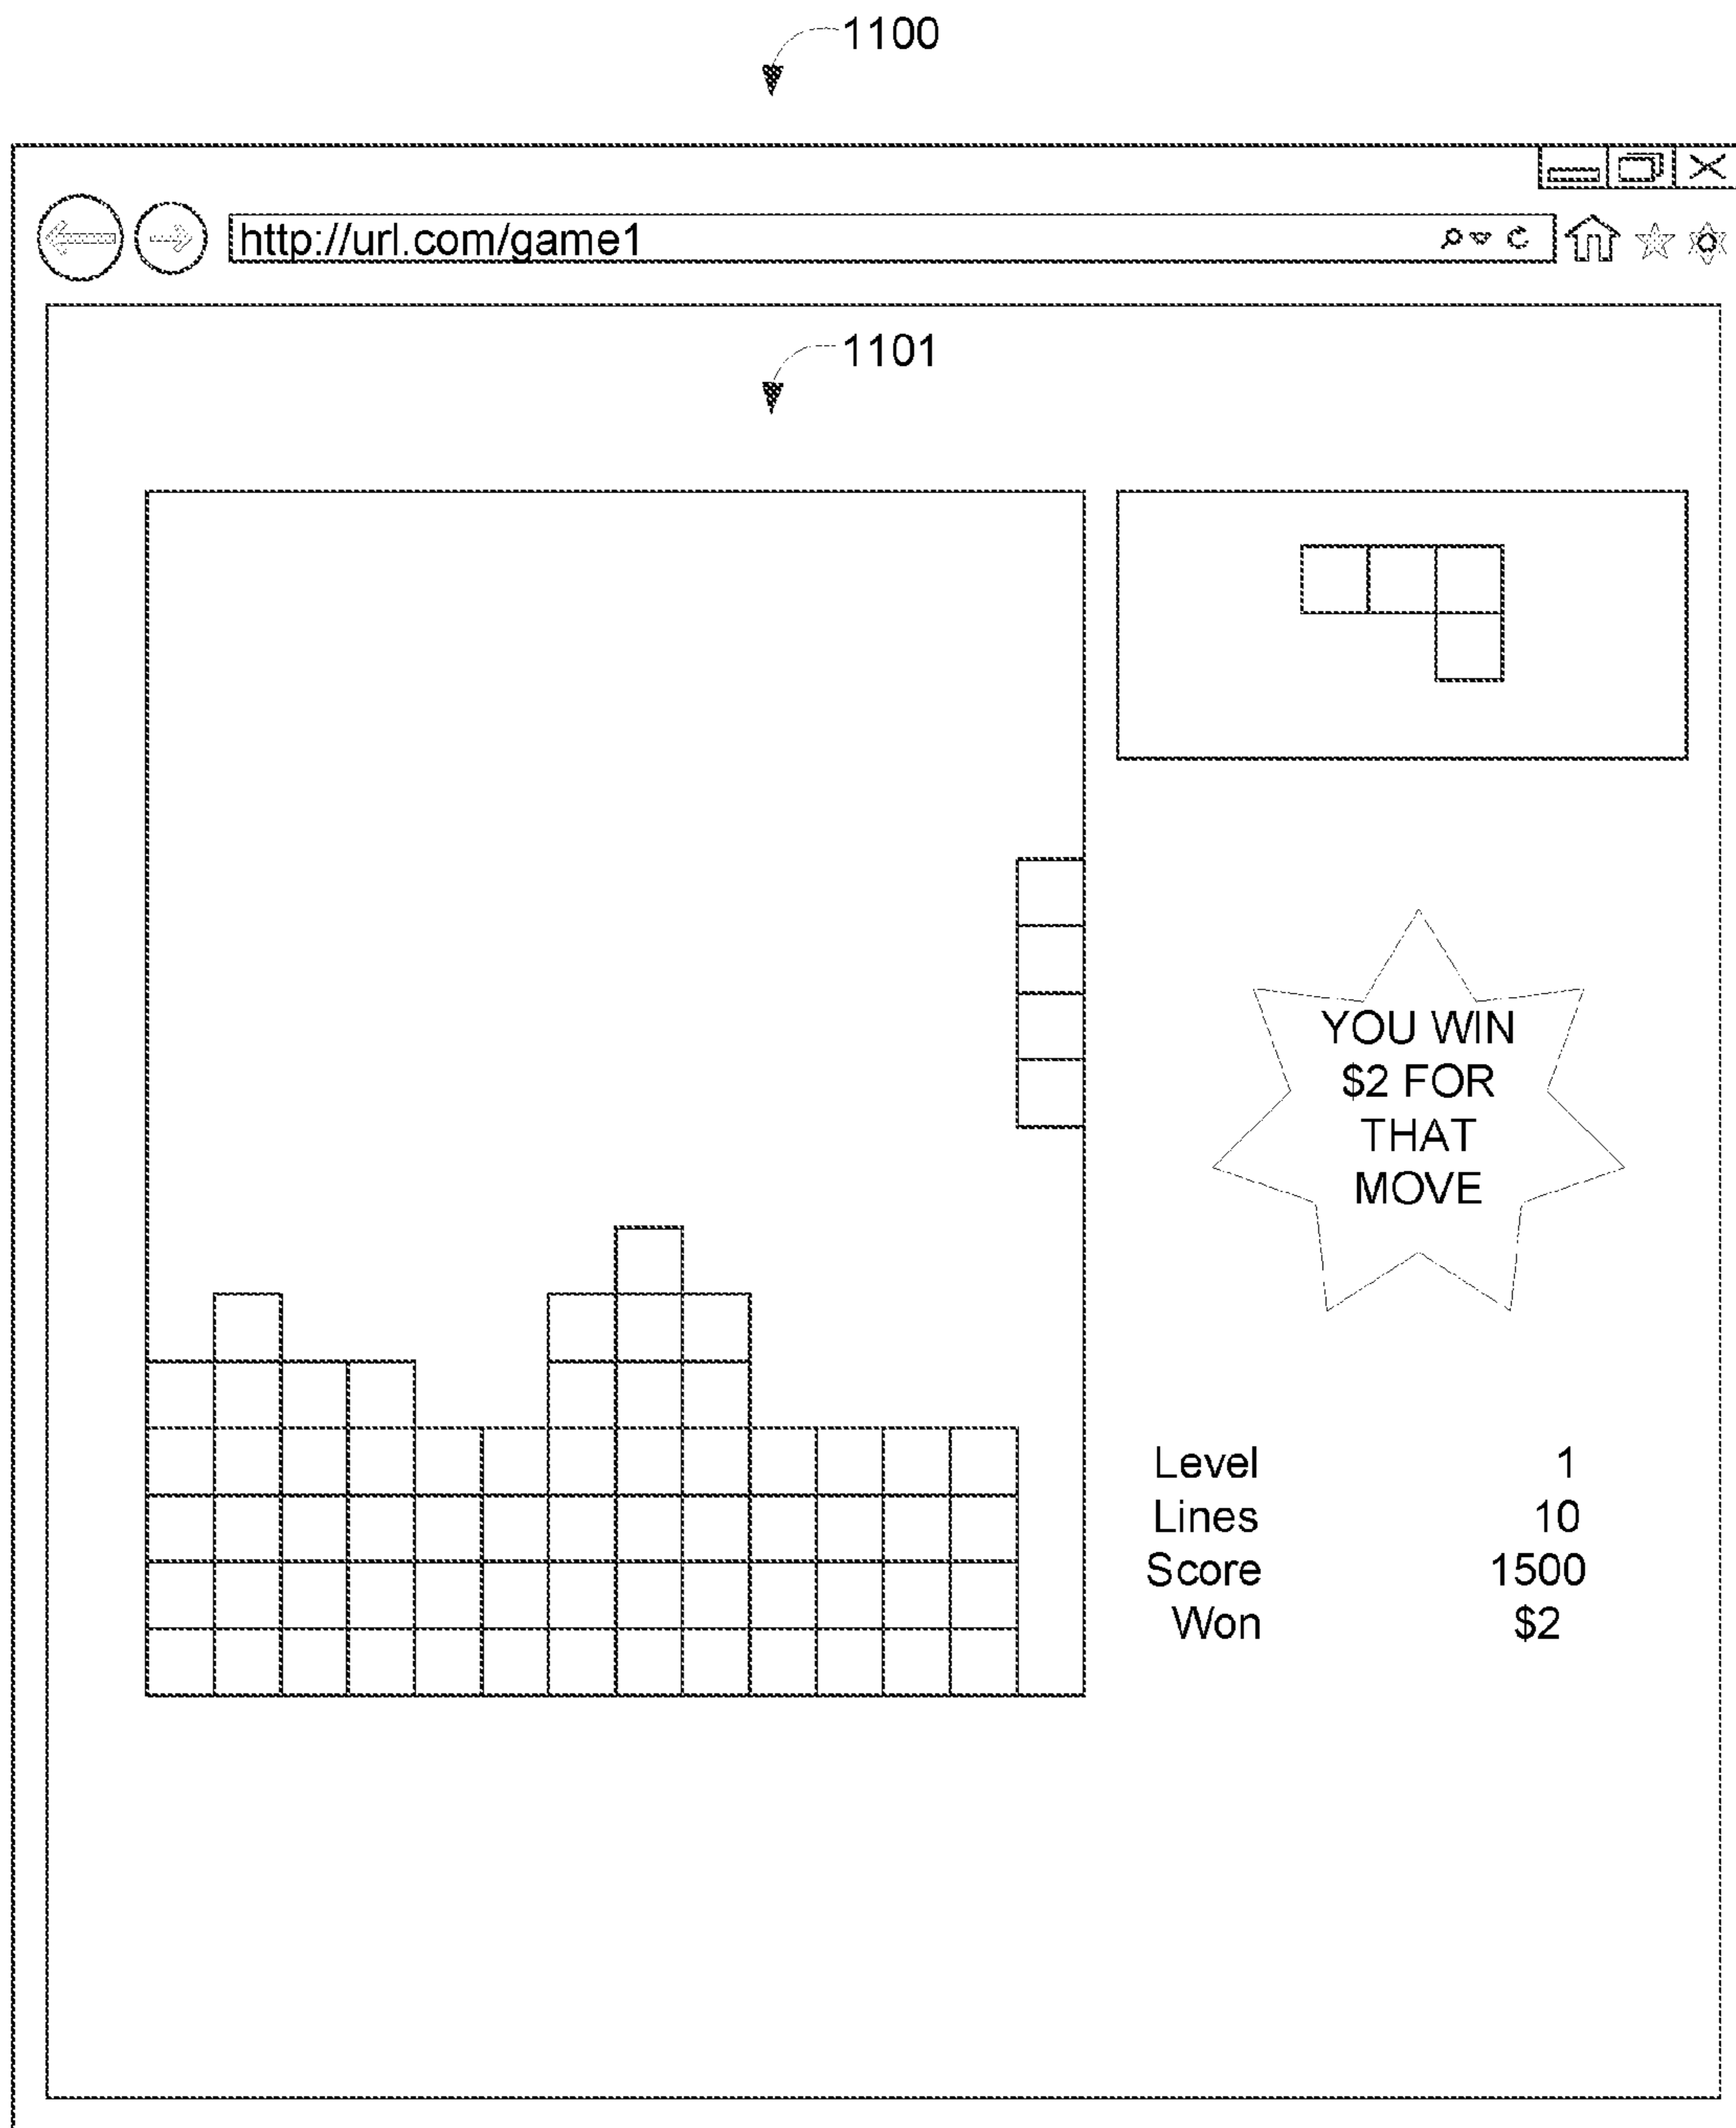 1100
http://url.com/game1
1101
YOU WIN
$2 FOR
THAT
MOVE
Level 1
Lines 10
Score 1500
Won $2